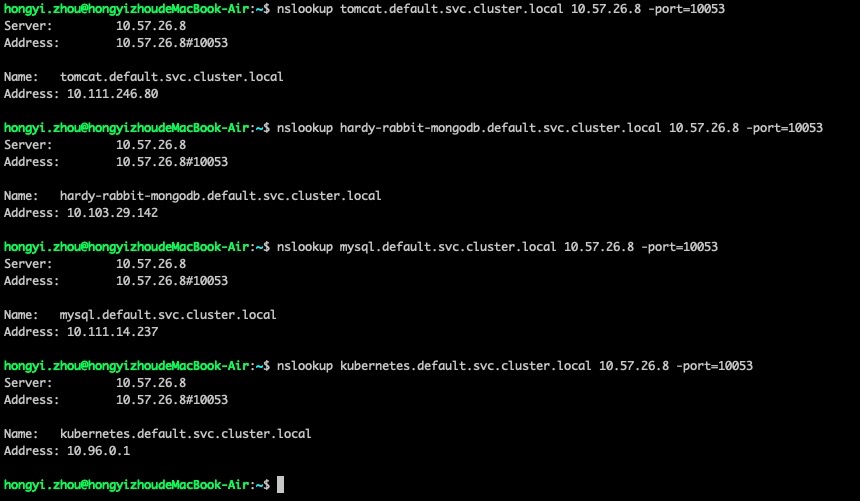 hongyi.zhou@hongyizhoudeMacBook-Air:~$ nslookup tomcat.default.svc.cluster.local 10.57.26.8 -port=10053
Server: 10.57.26.8
Address: 10.57.26.8#10053
Name: tomcat.default.svc.cluster.local
Address: 10.111.246.80
hongyi.zhou@hongyizhoudeMacBook-Air:~$ nslookup hardy-rabbit-mongodb.default.svc.cluster.local 10.57.26.8 -port=10053
Server: 10.57.26.8
Address: 10.57.26.8#10053
Name: hardy-rabbit-mongodb.default.svc.cluster.local
Address: 10.103.29.142
hongyi.zhou@hongyizhoudeMacBook-Air:~$ nslookup mysql.default.svc.cluster.local 10.57.26.8 -port=10053
Server: 10.57.26.8
Address: 10.57.26.8#10053
Name: mysql.default.svc.cluster.local
Address: 10.111.14.237
hongyi.zhou@hongyizhoudeMacBook-Air:~$ nslookup kubernetes.default.svc.cluster.local 10.57.26.8 -port=10053
Server: 10.57.26.8
Address: 10.57.26.8#10053
Name: kubernetes.default.svc.cluster.local
Address: 10.96.0.1
hongyi.zhou@hongyizhoudeMacBook-Air:~$